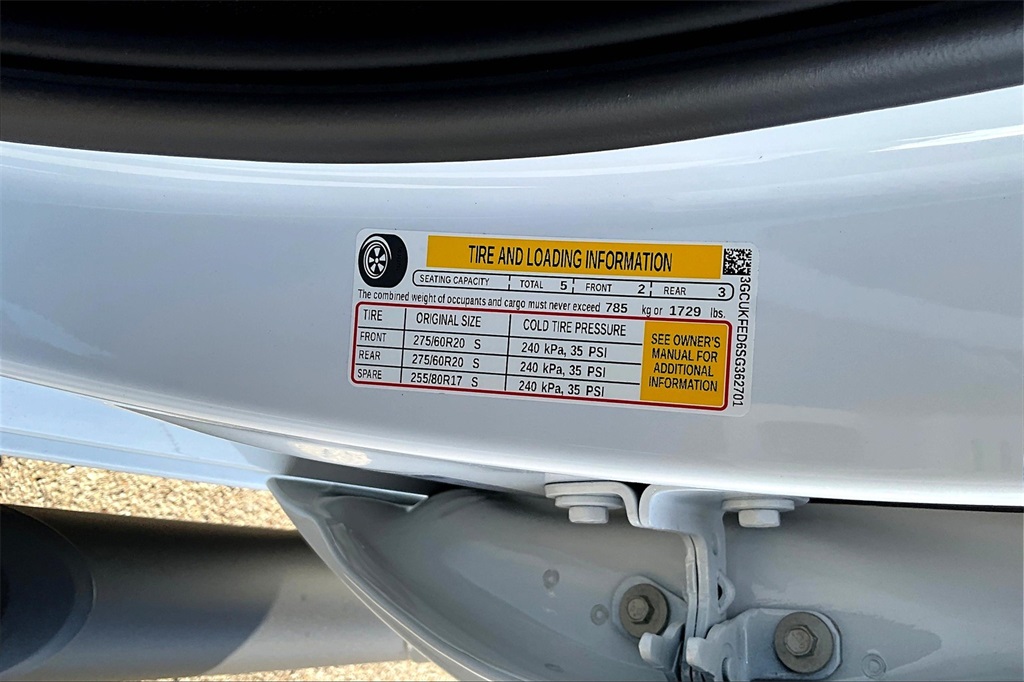 TIRE AND LOADING INFORMATION
SEATING CAPACITY TOTAL 5 FRONT 2 REAR 3
The combined weight of occupants and cargo must never exceed 785 kg or 1729 lbs.
TIRE ORIGINAL SIZE COLD TIRE PRESSURE
FRONT 275/60R20 S 240 kPa, 35 PSI
REAR 275/60R20 S 240 kPa, 35 PSI
SPARE 255/80R17 S 240 kPa, 35 PSI
SEE OWNER'S
MANUAL FOR
ADDITIONAL
INFORMATION
3GCUKFED6SG362701